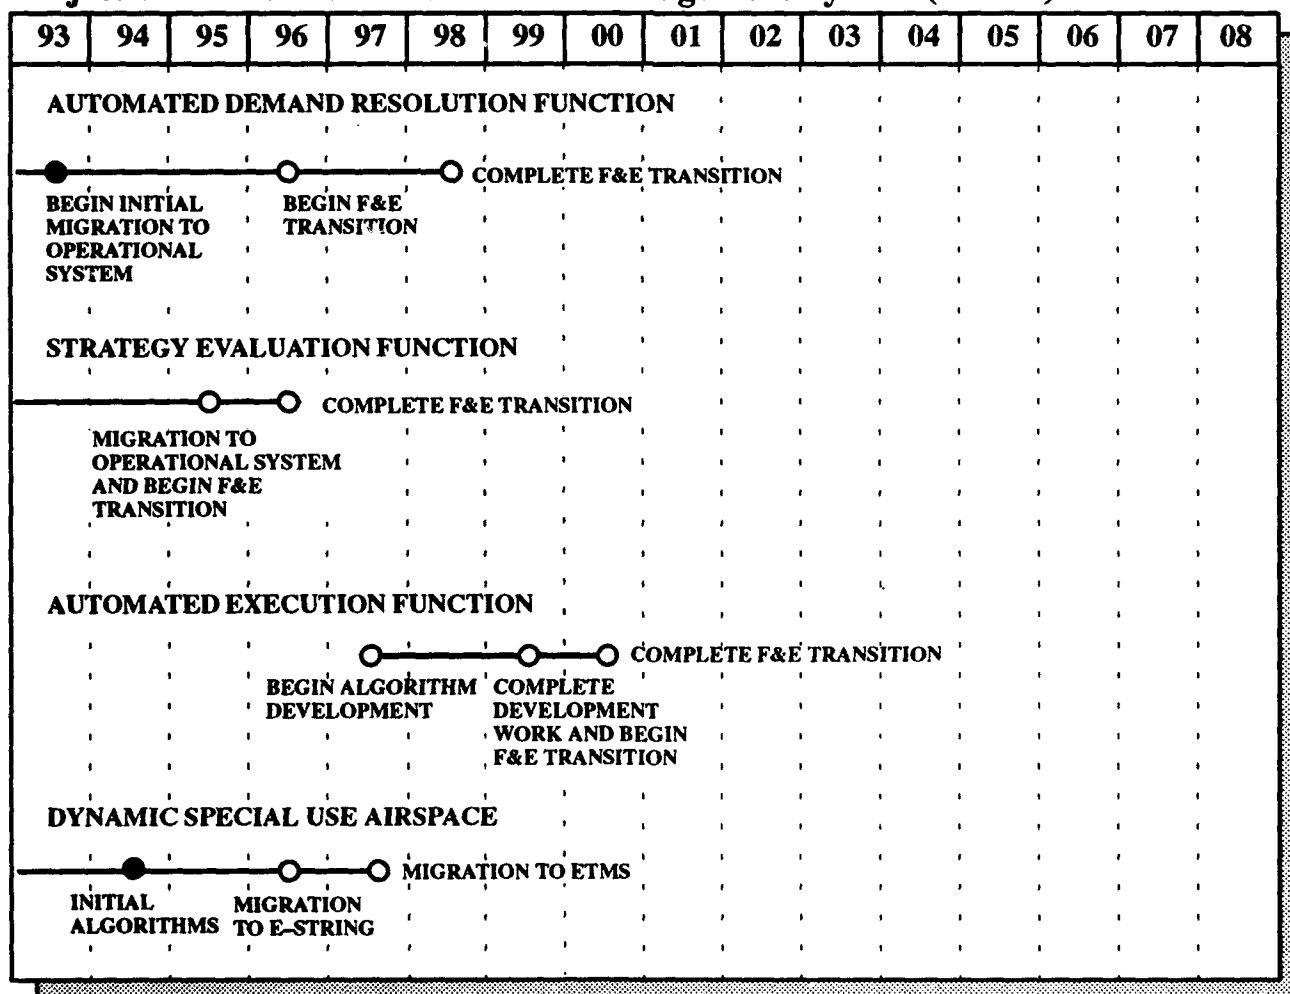 93 94 95 96 97 98 99 00 01 02 03 04 05 06 07 08
AUTOMATED DEMAND RESOLUTION FUNCTION
COMPLETE F&E TRANSITION
BEGIN INITIAL
MIGRATION TO
OPERATIONAL
SYSTEM
BEGIN F&E
TRANSITION
STRATEGY EVALUATION FUNCTION
COMPLETE F&E TRANSITION
MIGRATION TO
OPERATIONAL SYSTEM
AND BEGIN F&E
TRANSITION
AUTOMATED EXECUTION FUNCTION
COMPLETE F&E TRANSITION
BEGIN ALGORITHM
DEVELOPMENT
COMPLETE
DEVELOPMENT
WORK AND BEGIN
F&E TRANSITION
DYNAMIC SPECIAL USE AIRSPACE
MIGRATION TO ETMS
INITIAL
ALGORITHMS
MIGRATION
TO E-STRING